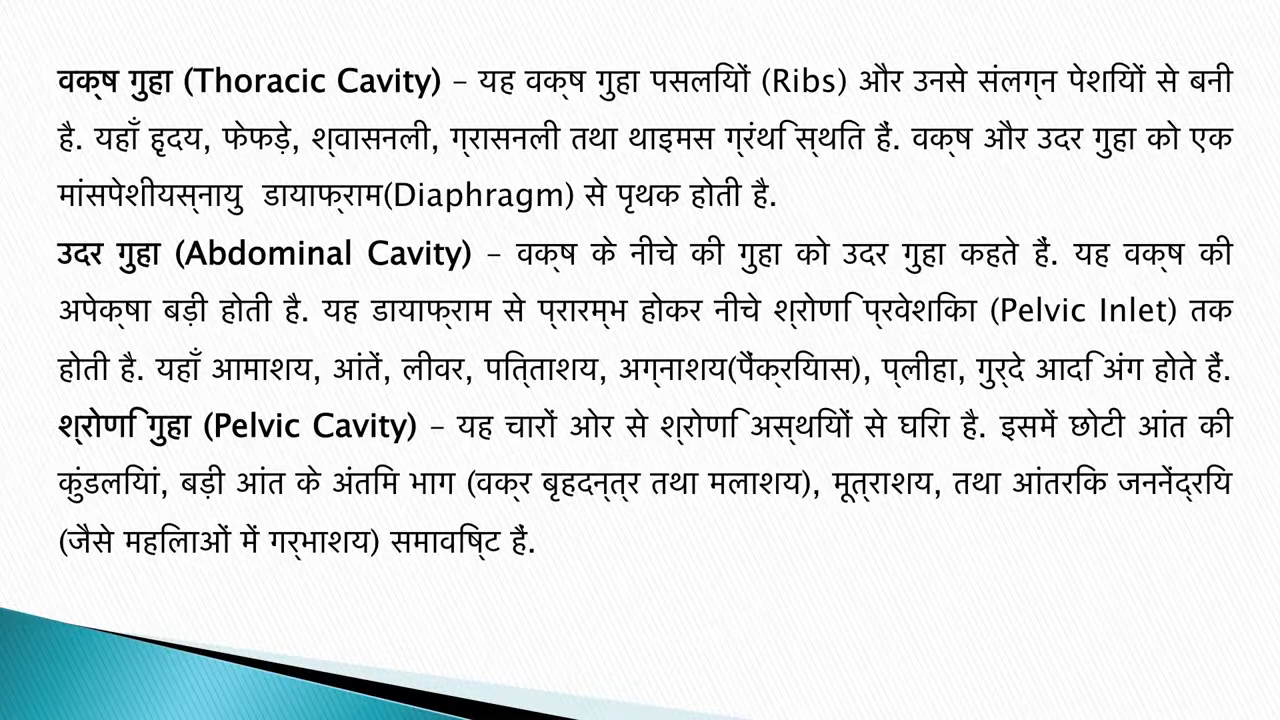 वक्ष गुहा (Thoracic Cavity) – यह वक्ष गुहा पसलियों (Ribs) और उनसे संलग्न पेशियों से बनी
है. यहाँ हृदय, फेफड़े, श्वासनली, ग्रासनली तथा थाइमस ग्रंथि स्थति हैं. वक्ष और उदर गुहा को एक
मांसपेशीयस्नायु डायाफ्राम(Diaphragm) से पृथक होती है.
उदर गुहा (Abdominal Cavity) – वक्ष के नीचे की गुहा को उदर गुहा कहते हैं. यह वक्ष की
अपेक्षा बड़ी होती है. यह डायाफ्राम से प्रारम्भ होकर नीचे श्रोणि प्रवेशिका (Pelvic Inlet) तक
होती है. यहाँ आमाशय, आंतें, लीवर, पित्ताशय, अग्नाशय(पैंक्रियास), प्लीहा, गुर्दे आदि अंग होते हैं.
श्रोणि गुहा (Pelvic Cavity) – यह चारों ओर से श्रोणि अस्थियों से घिरा है. इसमें छोटी आंत की
कुंडलियां, बड़ी आंत के अंतिम भाग (वक्र बृहदन्त्र तथा मलाशय), मूत्राशय, तथा आंतरिक जननेंद्रिय
(जैसे महिलाओं में गर्भाशय) समाविष्ट हैं.